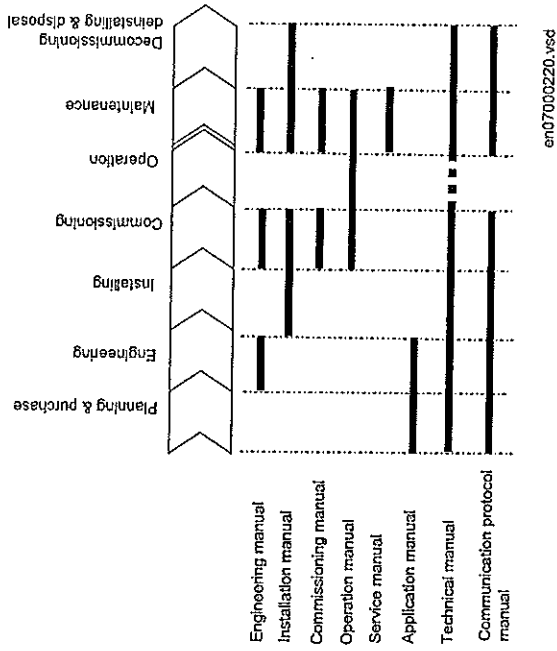 Planning & purchase
Engineering
Installing
Commissioning
Operation
Maintenance
Decommissioning
deinstalling & disposal
Engineering manual
Installation manual
Commissioning manual
Operation manual
Service manual
Application manual
Technical manual
Communication protocol
manual
en07000220.vsd